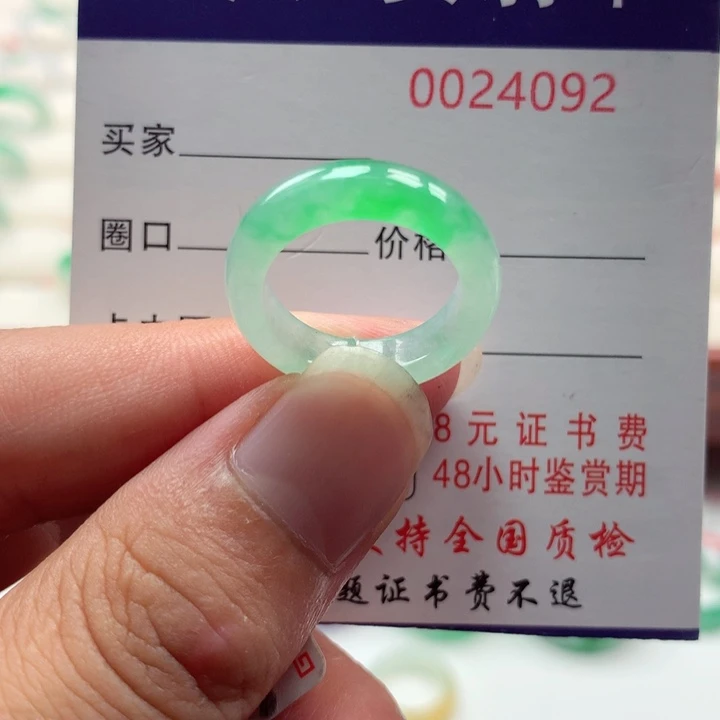 0024092
买家
圈口 价格
8元证书费
48小时鉴赏期
持全国质检
题证书费不退